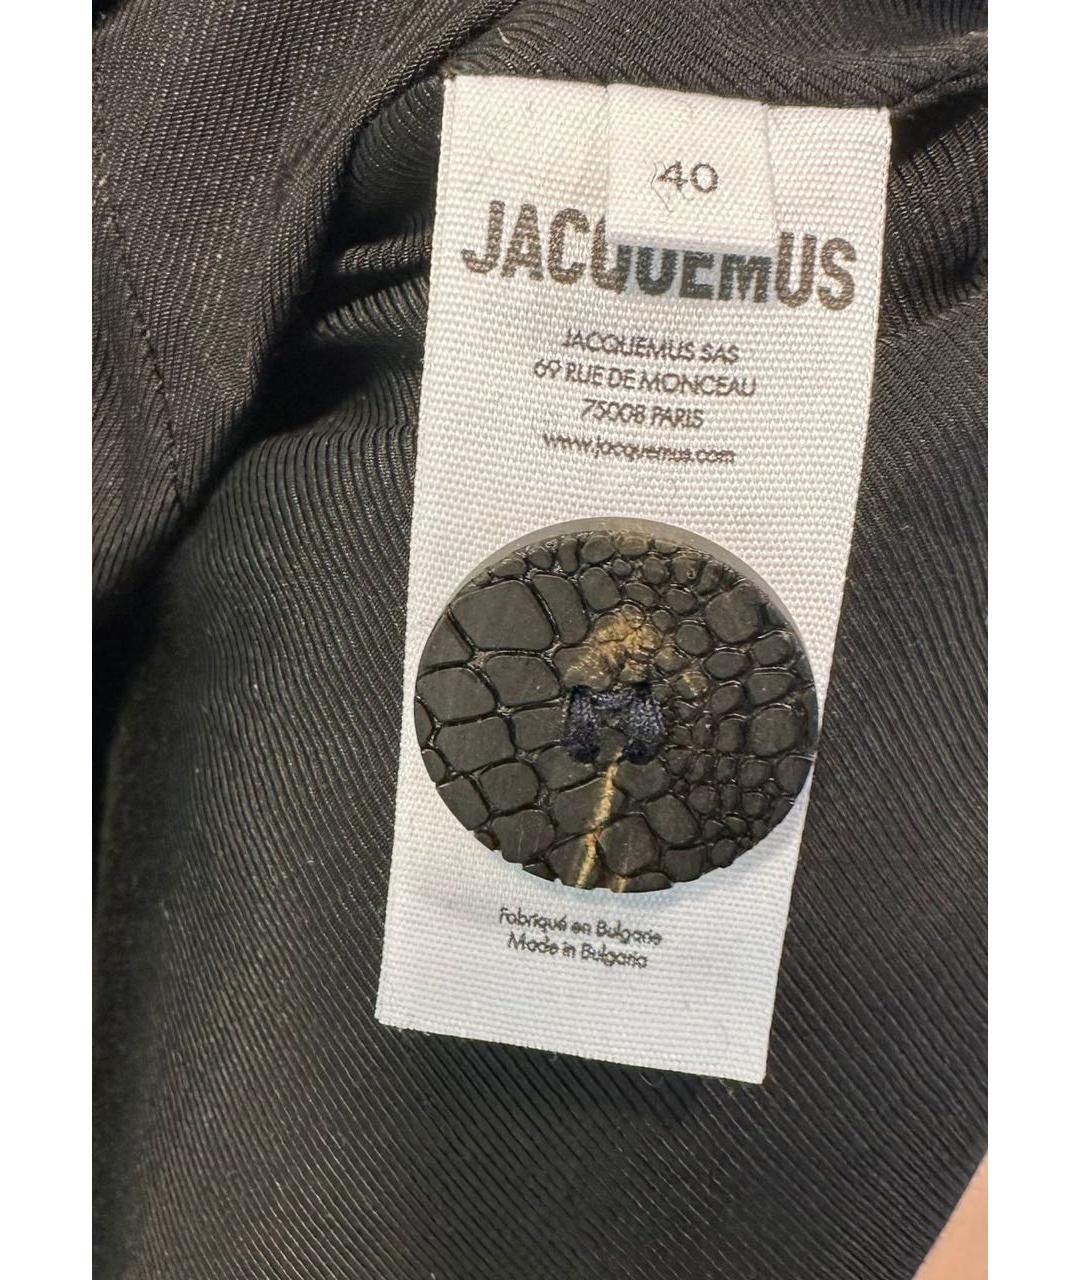 40
JACQUEMUS
JACQUEMUS SAS
69 RUE DE MONCEAU
75008 PARIS
www.jacquemus.com
Fabriqué en Bulgarie
Made in Bulgaria